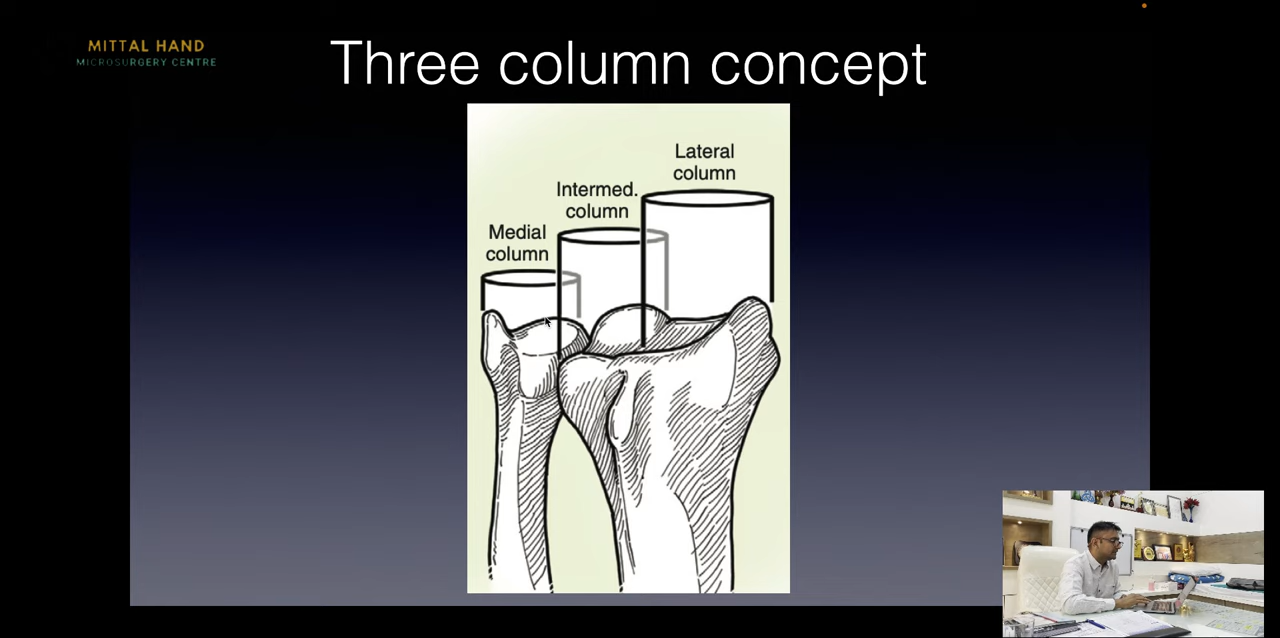 MITTAL HAND
MICROSURGERY CENTRE
Three column concept
Lateral
column
Intermed.
column
Medial
column